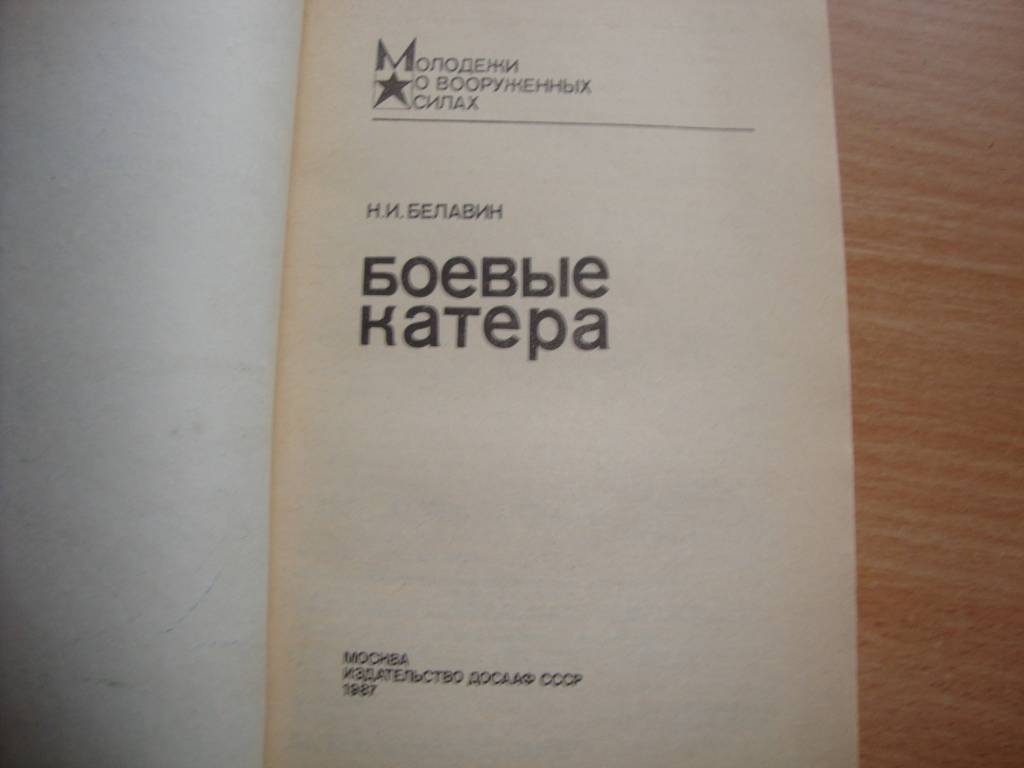 Молодежи
о вооруженных
силах
Н.И. БЕЛАВИН
Боевые
катера
МОСКВА
ИЗДАТЕЛЬСТВО ДОСААФ СССР
1987